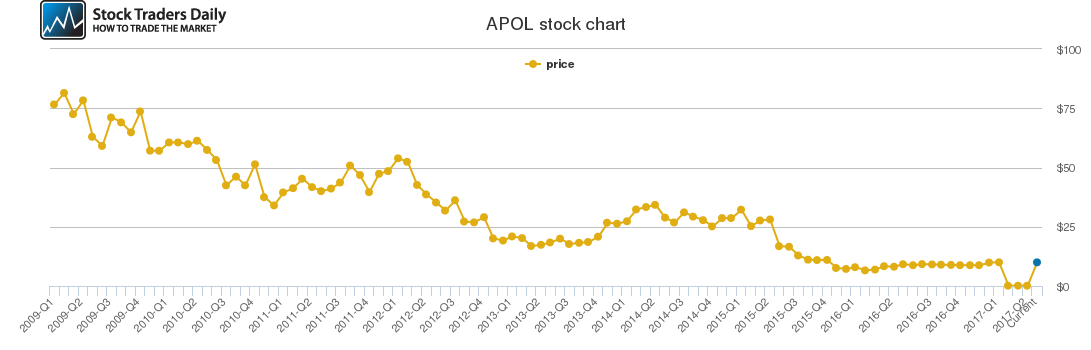 Stock Traders Daily
HOW TO TRADE THE MARKET
APOL stock chart
price
$100
$75
$50
$25
$0
2009-Q1
2009-Q2
2009-Q3
2009-Q4
2010-Q1
2010-Q2
2010-Q3
2010-Q4
2011-Q1
2011-Q2
2011-Q3
2011-Q4
2012-Q2
2012-Q3
2012-Q4
2013-Q2
2013-Q3
2013-Q4
2014-Q1
2014-Q2
2014-Q3
2014-Q4
2015-Q1
2015-Q2
2015-Q3
2015-Q4
2016-Q1
2016-Q2
2016-Q3
2016-Q4
2017-Q1
2017-Q2
Current